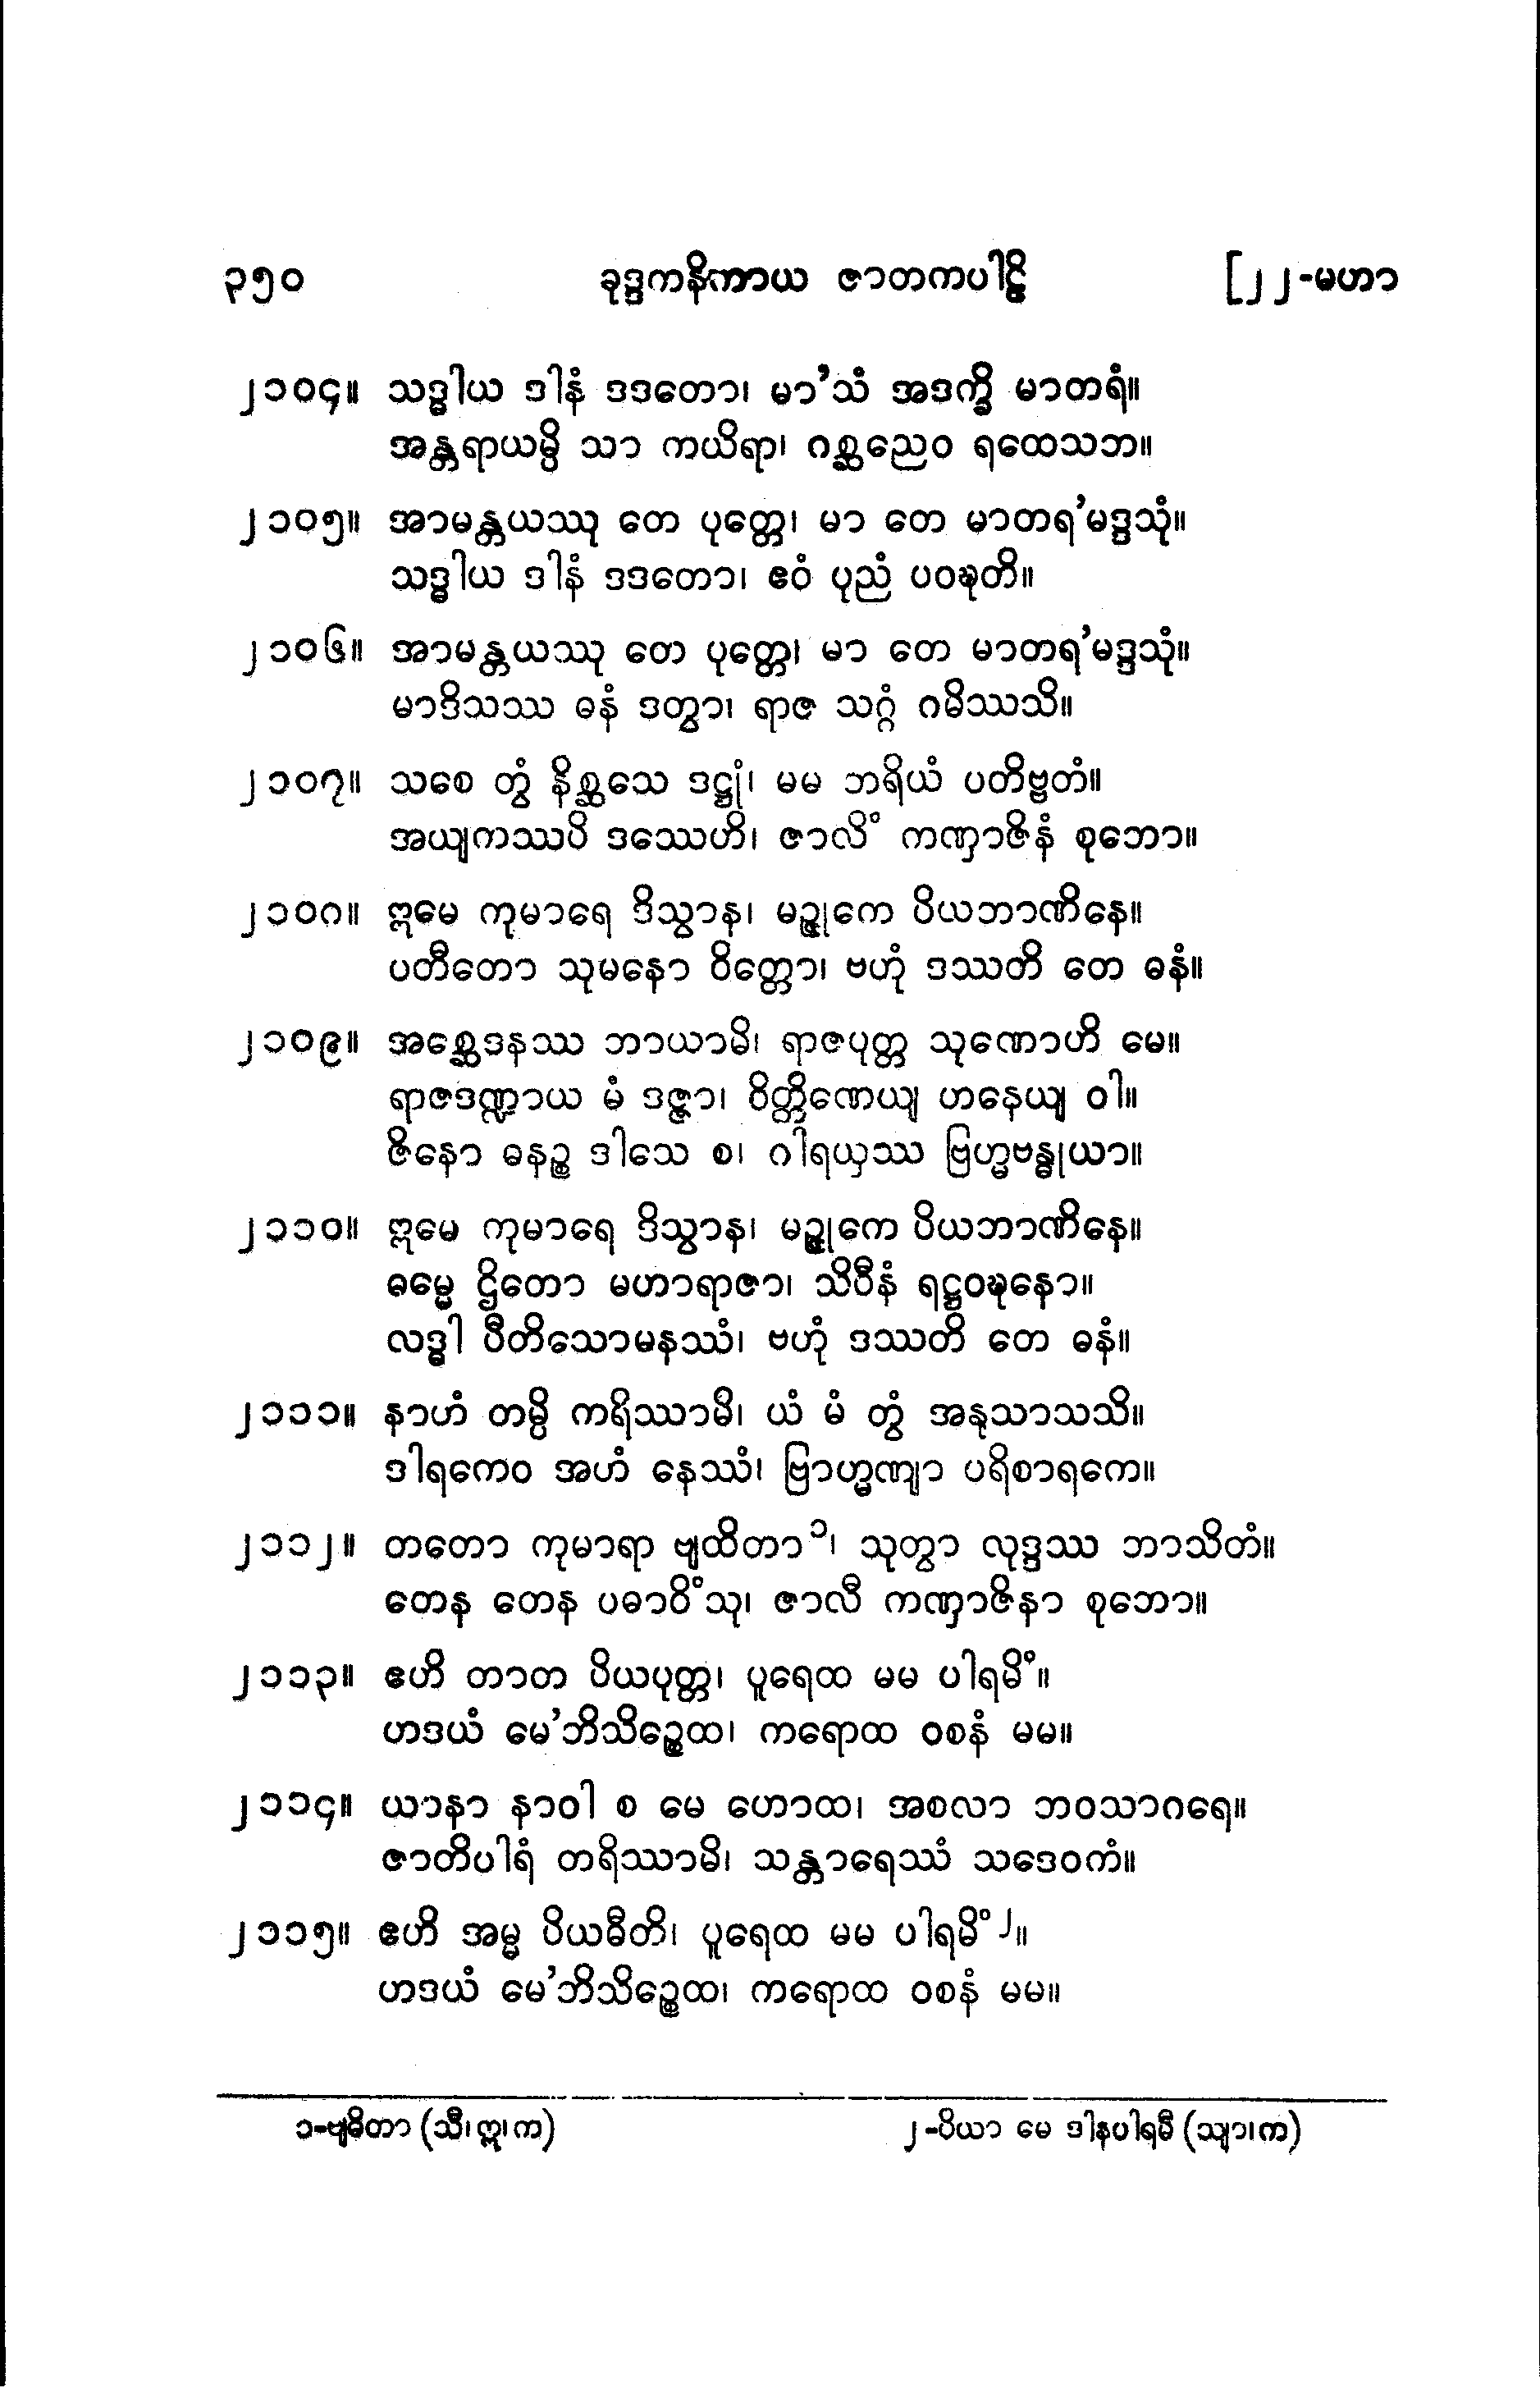 ၃၅၀ ခုဒ္ဒကနိကာယ ဇာတကပါဠိ [၂၂-မဟာ
၂၁၀၄။ သဒ္ဓါယ ဒါနံ ဒဒတော၊ မာ’သံ အဒက္ခိ မာတရံ။
အန္တရာယမ္ပိ သာ ကယိရာ၊ ဂစ္ဆညေဝ ရထေသဘ။
၂၁၀၅။ အာမန္တယဿု တေ ပုတ္တေ၊ မာ တေ မာတရ’မဒ္ဒသုံ။
သဒ္ဓါယ ဒါနံ ဒဒတော၊ ဧဝံ ပုညံ ပဝဍ္ဎတိ။
၂၁၀၆။ အာမန္တယဿု တေ ပုတ္တေ၊ မာ တေ မာတရ’မဒ္ဒသုံ။
မာဒိသဿ ဓနံ ဒတွာ၊ ရာဇ သဂ္ဂံ ဂမိဿသိ။
၂၁၀၇။ သစေ တွံ နိစ္ဆသေ ဒဋ္ဌုံ၊ မမ ဘရိယံ ပတိဗ္ဗတံ။
အယျကဿပိ ဒဿေဟိ၊ ဇာလိံ ကဏှာဇိနံ စုဘော။
၂၁၀၈။ ဣမေ ကုမာရေ ဒိသွာန၊ မဉ္ဇုကေ ပိယဘာဏိနေ။
ပတီတော သုမနော ဝိတ္တော၊ ဗဟုံ ဒဿတိ တေ ဓနံ။
၂၁၀၉။ အစ္ဆေဒနဿ ဘာယာမိ၊ ရာဇပုတ္တ သုဏောဟိ မေ။
ရာဇဒဏ္ဍာယ မံ ဒဇ္ဇာ၊ ဝိတ္တိဏေယျ ဟနေယျ ဝါ။
ဇိနော ဓနဉ္စ ဒါသေ စ၊ ဂါရယှဿ ဗြဟ္မဗန္ဓုယာ။
၂၁၁၀။ ဣမေ ကုမာရေ ဒိသွာန၊ မဉ္ဇုကေ ပိယဘာဏိနေ။
ဓမ္မေ ဌိတော မဟာရာဇာ၊ သိဝီနံ ရဋ္ဌဝဍ္ဎနော။
လဒ္ဓါ ပီတိသောမနဿံ၊ ဗဟုံ ဒဿတိ တေ ဓနံ။
၂၁၁၁။ နာဟံ တမ္ပိ ကရိဿာမိ၊ ယံ မံ တွံ အနုသာသသိ။
ဒါရကေဝ အဟံ နေဿံ၊ ဗြာဟ္မဏျာ ပရိစာရကေ။
၂၁၁၂။ တတော ကုမာရာ ဗျထိတာ၁၊ သုတွာ လုဒ္ဒဿ ဘာသိတံ။
တေန တေန ပဓာဝိံသု၊ ဇာလီ ကဏှာဇိနာ စုဘော။
၂၁၁၃။ ဧဟိ တာတ ပိယပုတ္တ၊ ပူရေထ မမ ပါရမိံ။
ဟဒယံ မေ’ဘိသိဉ္စေထ၊ ကရောထ ဝစနံ မမ။
၂၁၁၄။ ယာနာ နာဝါ စ မေ ဟောထ၊ အစလာ ဘဝသာဂရေ။
ဇာတိပါရံ တရိဿာမိ၊ သန္တာရေဿံ သဒေဝကံ။
၂၁၁၅။ ဧဟိ အမ္မ ပိယဓီတိ၊ ပူရေထ မမ ပါရမိံ၂။
ဟဒယံ မေ’ဘိသိဉ္စေထ၊ ကရောထ ဝစနံ မမ။
၁-ဗျဓိတာ (သီ၊ဣ၊က) ၂-ပိယာ မေ ဒါနပါရမီ (သျာ၊က)